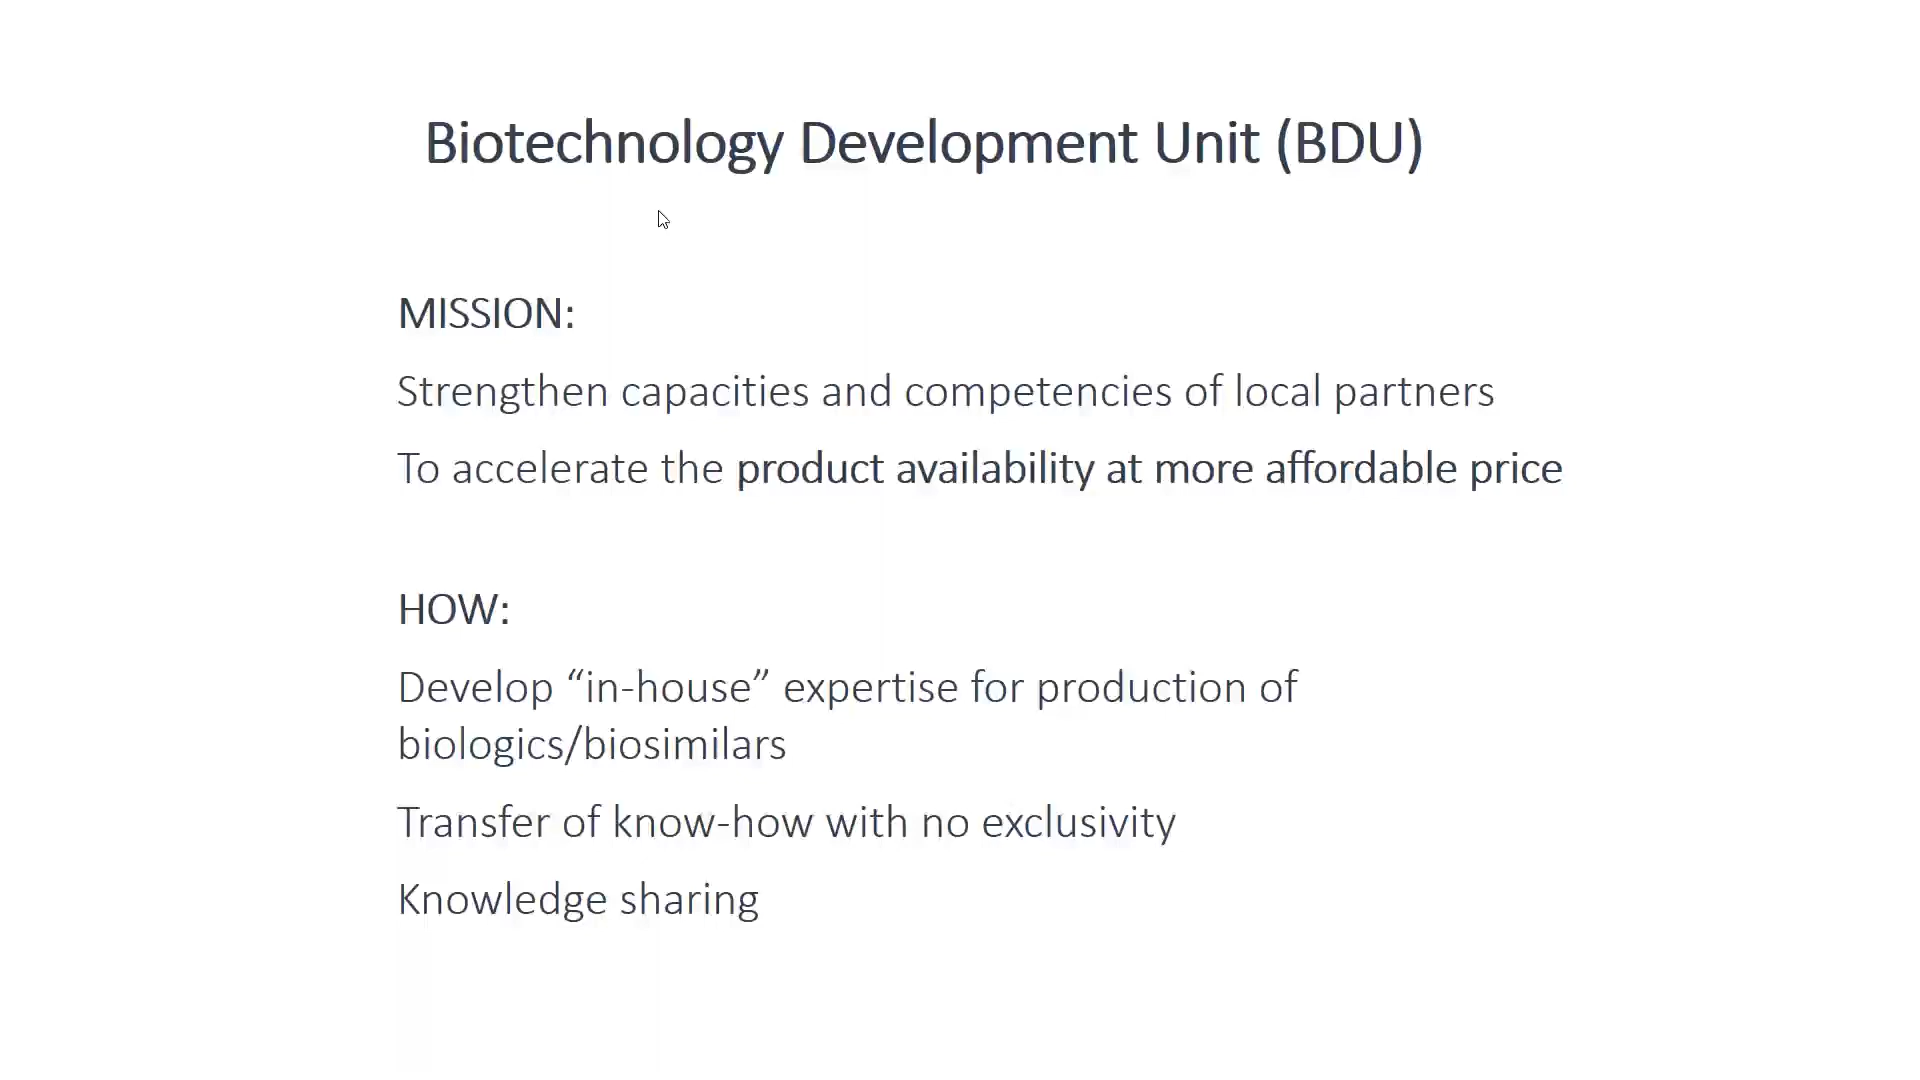 Biotechnology Development Unit (BDU)
MISSION:
Strengthen capacities and competencies of local partners
To accelerate the product availability at more affordable price
HOW:
Develop “in-house” expertise for production of
biologics/biosimilars
Transfer of know-how with no exclusivity
Knowledge sharing